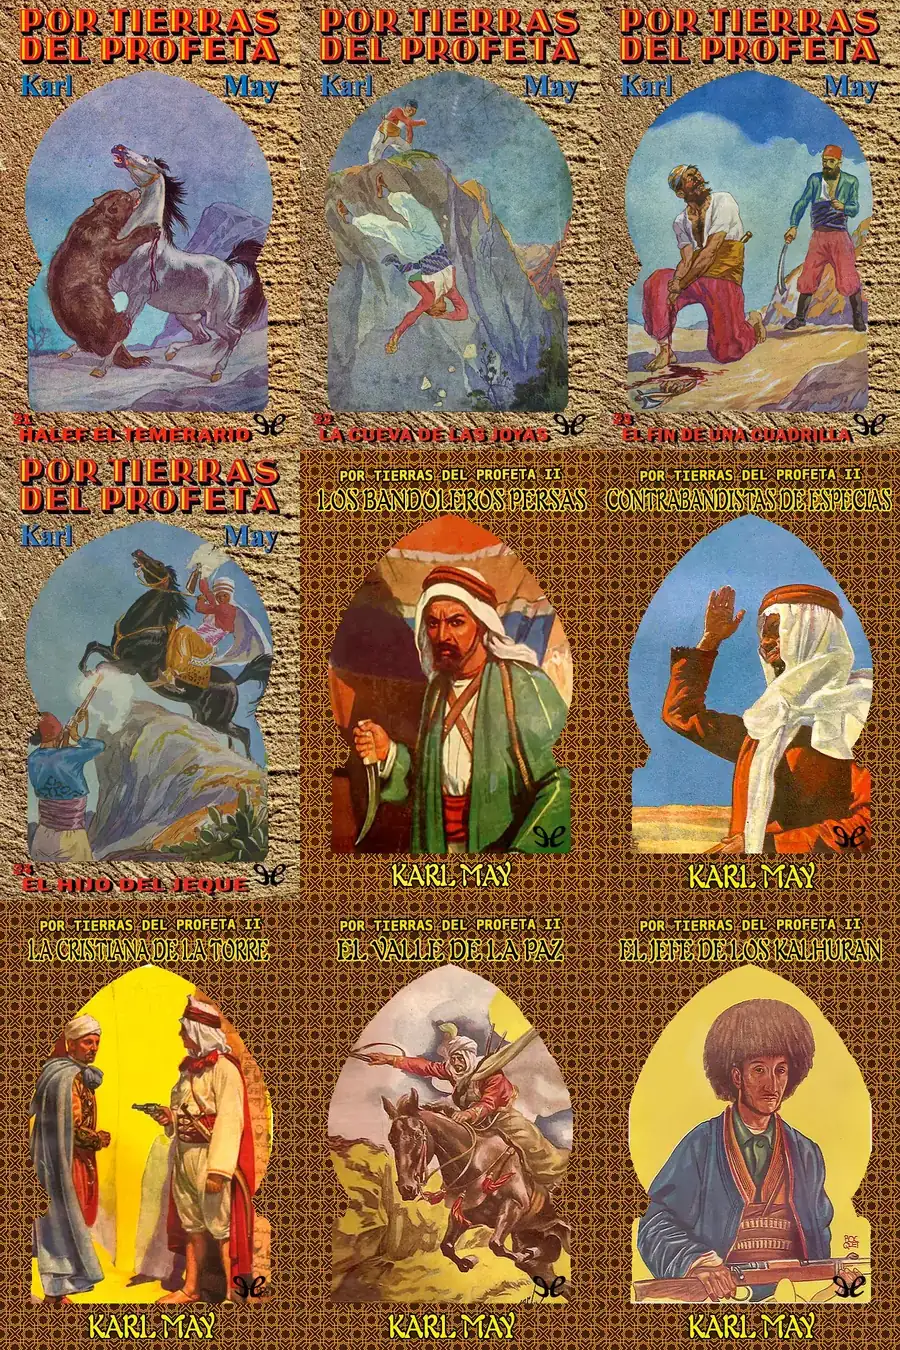 POR TIERRAS
DEL PROFETA
Karl May
21
HALEF EL TEMERARIO
POR TIERRAS
DEL PROFETA
Karl May
LA CUEVA DE LAS JOYAS
POR TIERRAS
DEL PROFETA
Karl May
23
EL FIN DE UNA CUADRILLA
POR TIERRAS
DEL PROFETA
Karl May
24
EL HIJO DEL JEQUE
POR TIERRAS DEL PROFETA II
LOS BANDOLEROS PERSAS
KARL MAY
POR TIERRAS DEL PROFETA II
CONTRABANDISTAS DE ESPECIAS
KARL MAY
POR TIERRAS DEL PROFETA II
LA CRISTIANA DE LA TORRE
KARL MAY
POR TIERRAS DEL PROFETA II
EL VALLE DE LA PAZ
KARL MAY
POR TIERRAS DEL PROFETA II
EL JEFE DE LOS KALHURAN
KARL MAY